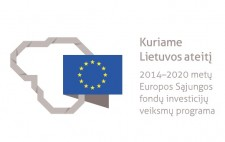 Kuriame
Lietuvos ateitį
2014–2020 metų
Europos Sąjungos
fondų investicijų
veiksmų programa